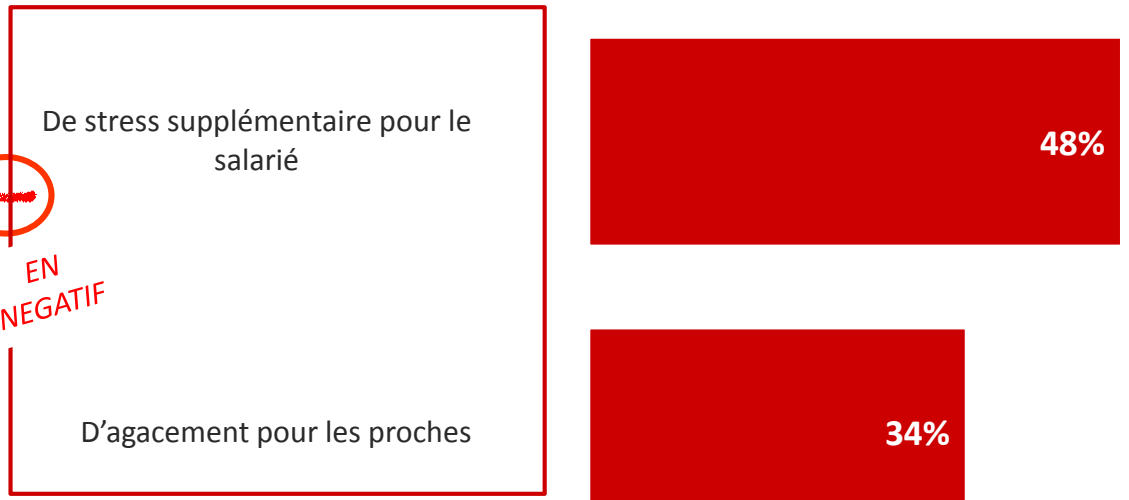 De stress supplémentaire pour le
salarié
48%
EN
NEGATIF
D’agacement pour les proches
34%